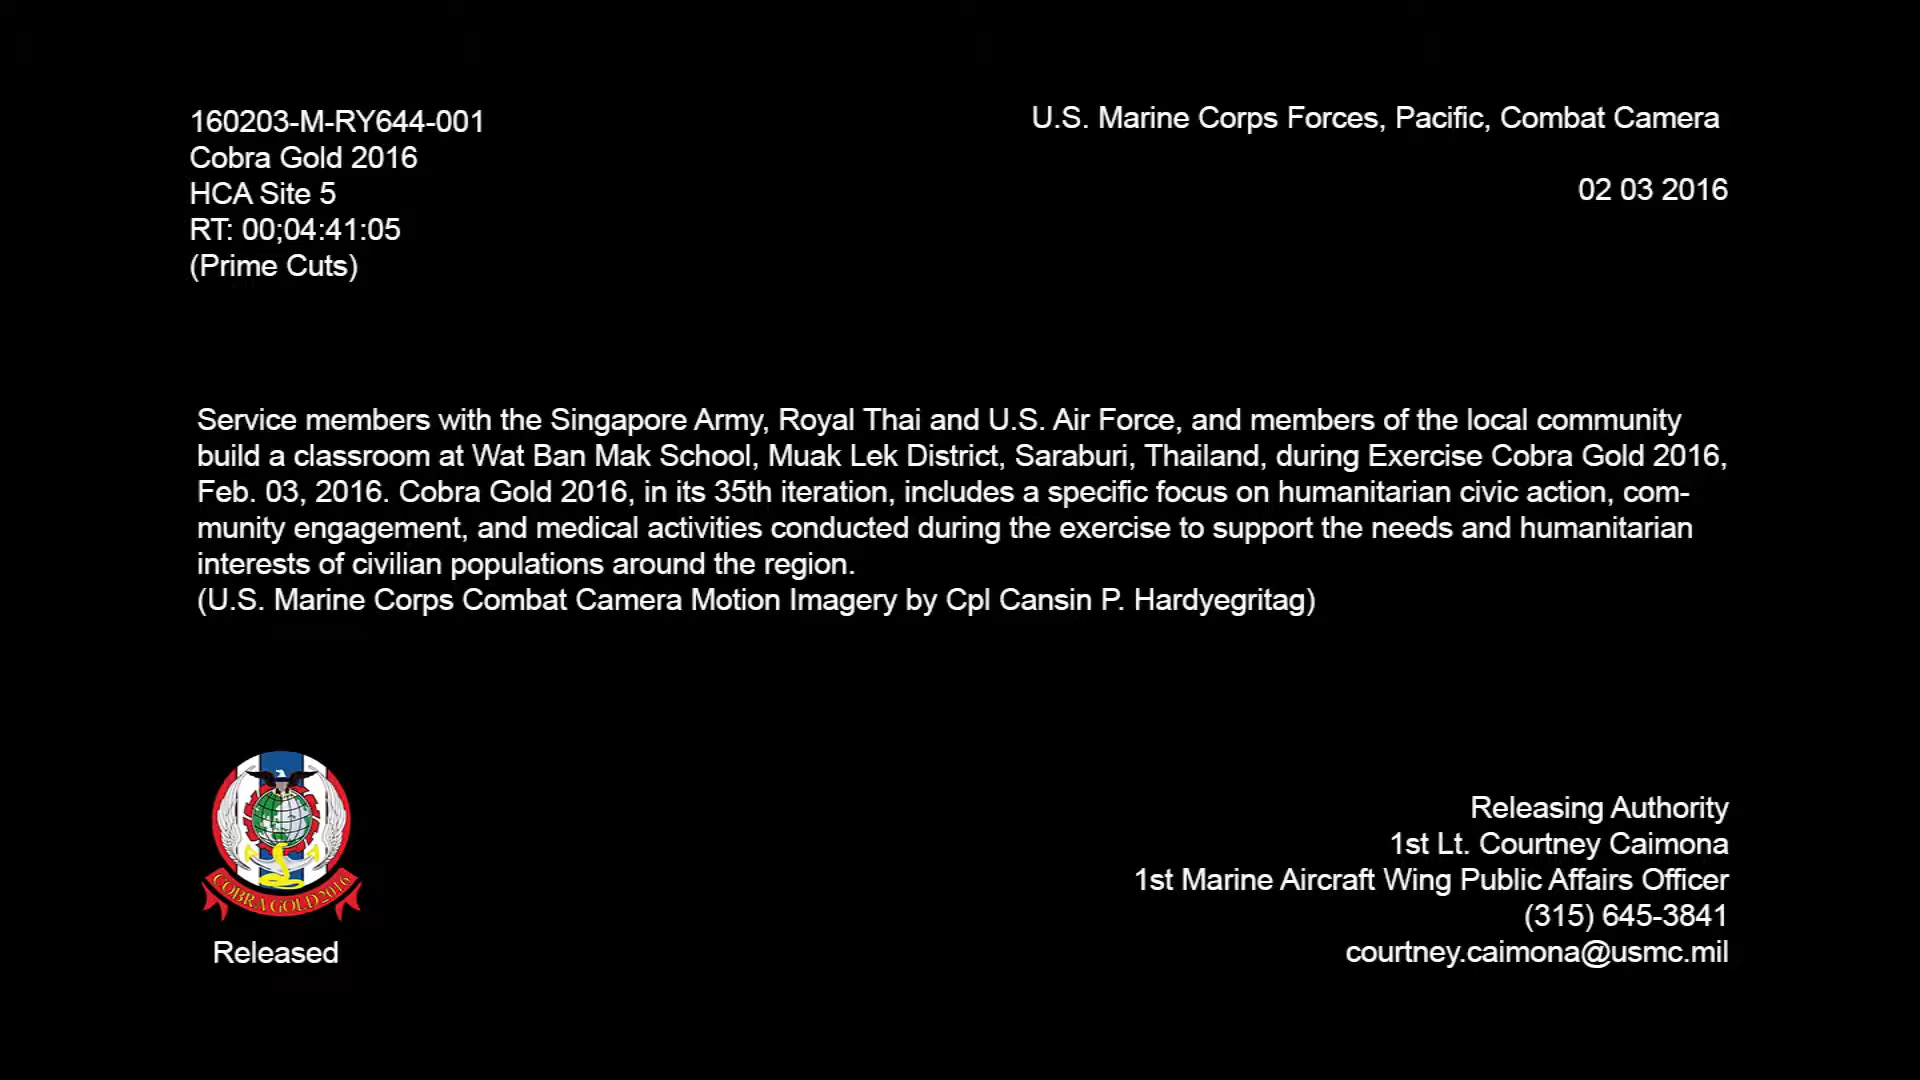 160203-M-RY644-001
Cobra Gold 2016
HCA Site 5
RT: 00;04:41:05
(Prime Cuts)
U.S. Marine Corps Forces, Pacific, Combat Camera
02 03 2016
Service members with the Singapore Army, Royal Thai and U.S. Air Force, and members of the local community
build a classroom at Wat Ban Mak School, Muak Lek District, Saraburi, Thailand, during Exercise Cobra Gold 2016,
Feb. 03, 2016. Cobra Gold 2016, in its 35th iteration, includes a specific focus on humanitarian civic action, com-
munity engagement, and medical activities conducted during the exercise to support the needs and humanitarian
interests of civilian populations around the region.
(U.S. Marine Corps Combat Camera Motion Imagery by Cpl Cansin P. Hardyegritag)
COBRA GOLD 2016
Released
Releasing Authority
1st Lt. Courtney Caimona
1st Marine Aircraft Wing Public Affairs Officer
(315) 645-3841
courtney.caimona@usmc.mil